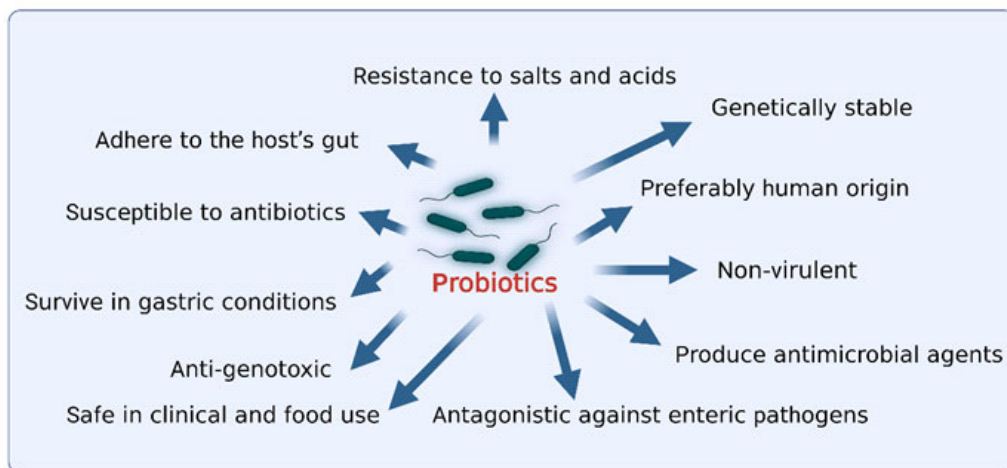 Resistance to salts and acids
Genetically stable
Adhere to the host's gut
Preferably human origin
Susceptible to antibiotics
Non-virulent
Probiotics
Survive in gastric conditions
Produce antimicrobial agents
Anti-genotoxic
Safe in clinical and food use
Antagonistic against enteric pathogens